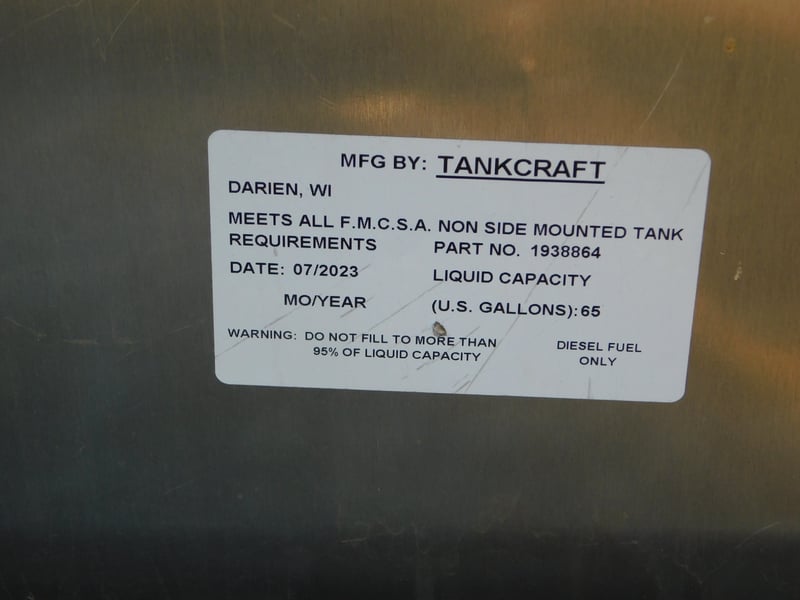 MFG BY: TANKCRAFT
DARIEN, WI
MEETS ALL F.M.C.S.A. NON SIDE MOUNTED TANK
REQUIREMENTS PART NO. 1938864
DATE: 07/2023 LIQUID CAPACITY
MO/YEAR (U.S. GALLONS): 65
WARNING: DO NOT FILL TO MORE THAN
95% OF LIQUID CAPACITY
DIESEL FUEL
ONLY